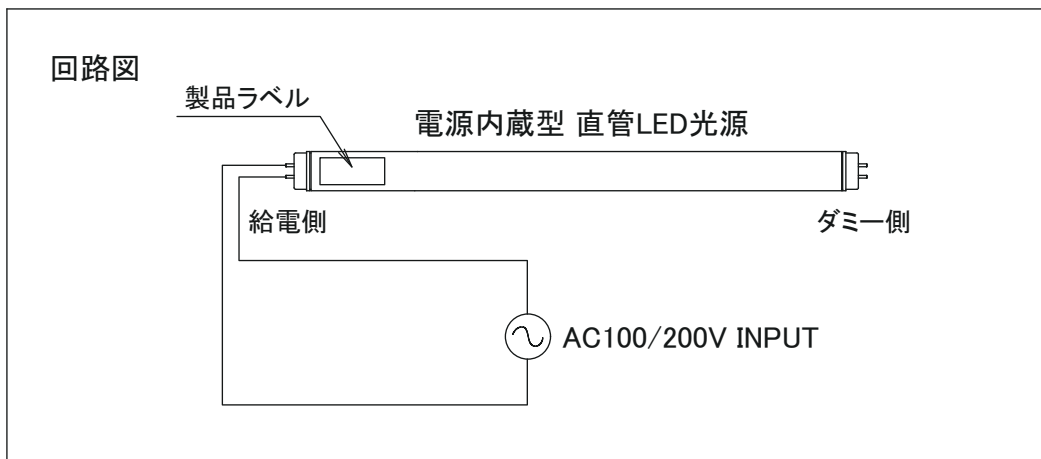 回路図
製品ラベル
電源内蔵型 直管LED光源
給電側
ダミー側
AC100/200V INPUT